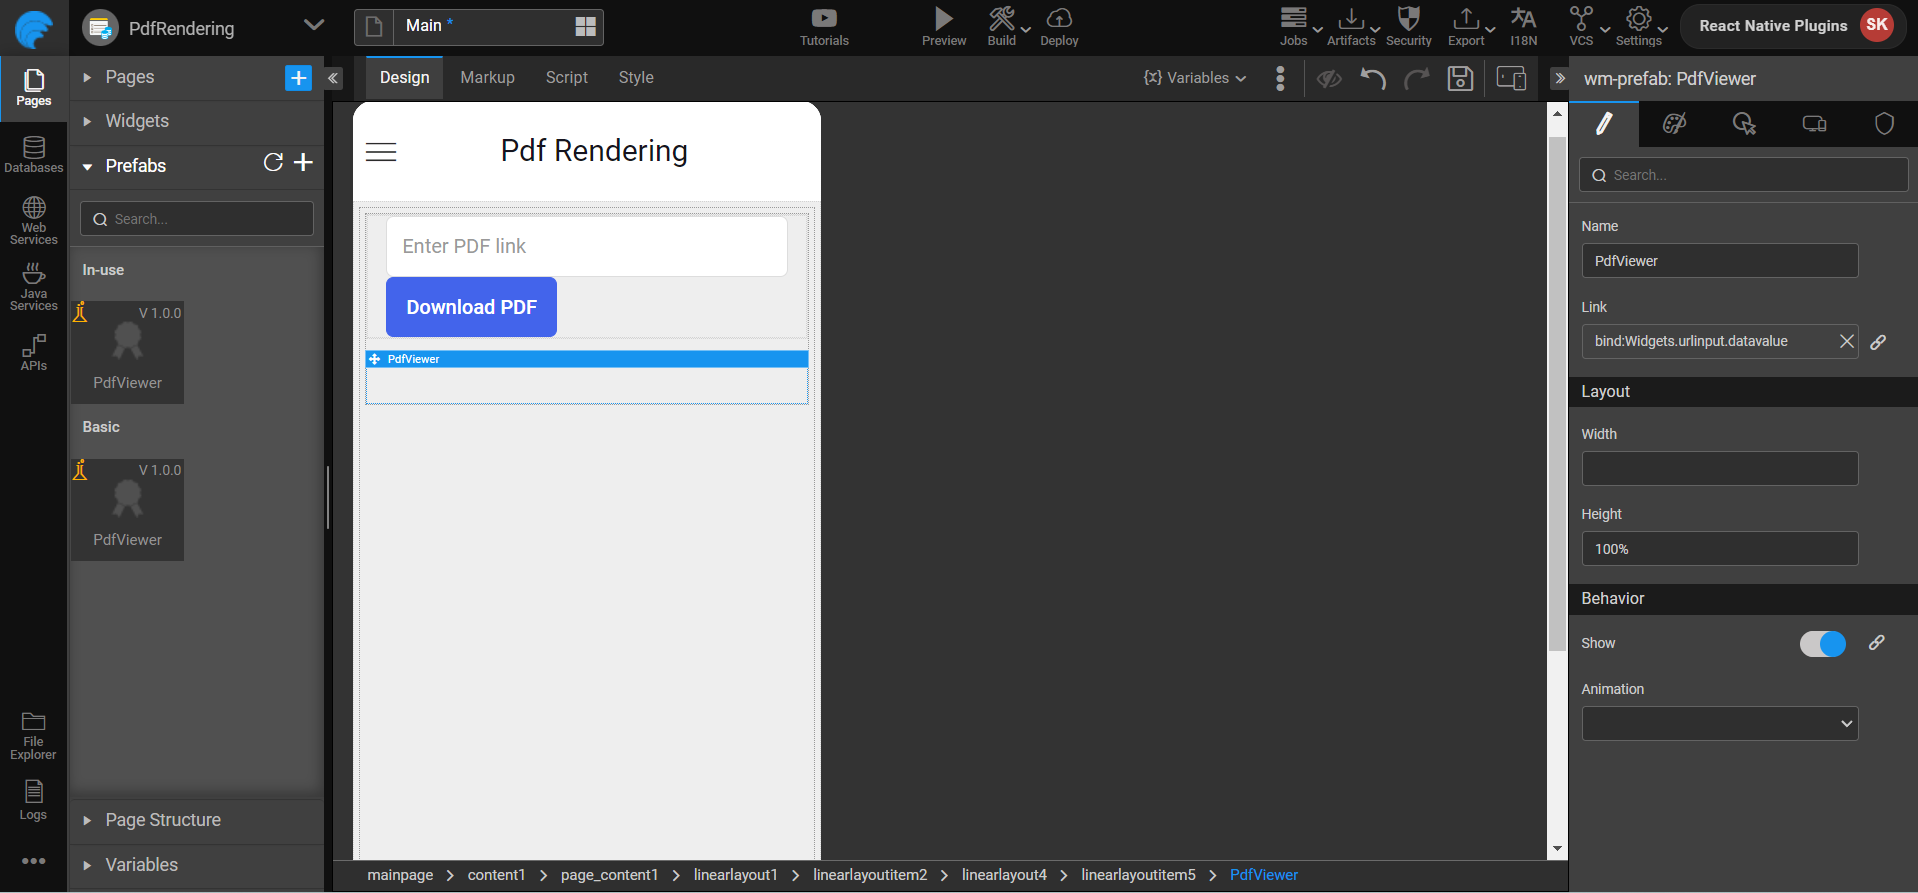 PdfRendering
Main *
Tutorials
Preview
Build
Deploy
Jobs
Artifacts
Security
Export
I18N
VCS
Settings
React Native Plugins
SK
Pages
Databases
Web
Services
Java
Services
APIs
File
Explorer
Logs
Pages
Widgets
Prefabs
Search...
In-use
V 1.0.0
PdfViewer
Basic
V 1.0.0
PdfViewer
Page Structure
Variables
Design
Markup
Script
Style
{x} Variables
Pdf Rendering
Enter PDF link
Download PDF
PdfViewer
mainpage > content1 > page_content1 > linearlayout1 > linearlayoutitem2 > linearlayout4 > linearlayoutitem5 > PdfViewer
wm-prefab: PdfViewer
Search...
Name
PdfViewer
Link
bind:Widgets.urlinput.datavalue
Layout
Width
Height
100%
Behavior
Show
Animation